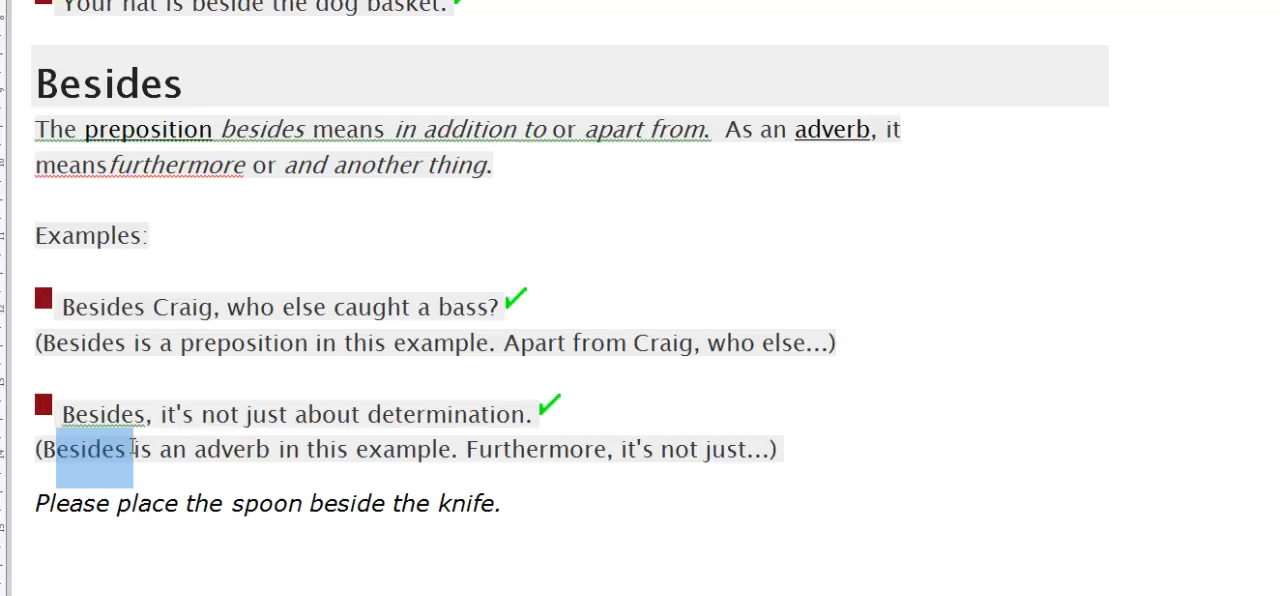 Your hat is beside the dog basket.
Besides
The preposition besides means in addition to or apart from. As an adverb, it
meansfurthermore or and another thing.
Examples:
Besides Craig, who else caught a bass?
(Besides is a preposition in this example. Apart from Craig, who else...)
Besides, it's not just about determination.
(Besides is an adverb in this example. Furthermore, it's not just...)
Please place the spoon beside the knife.